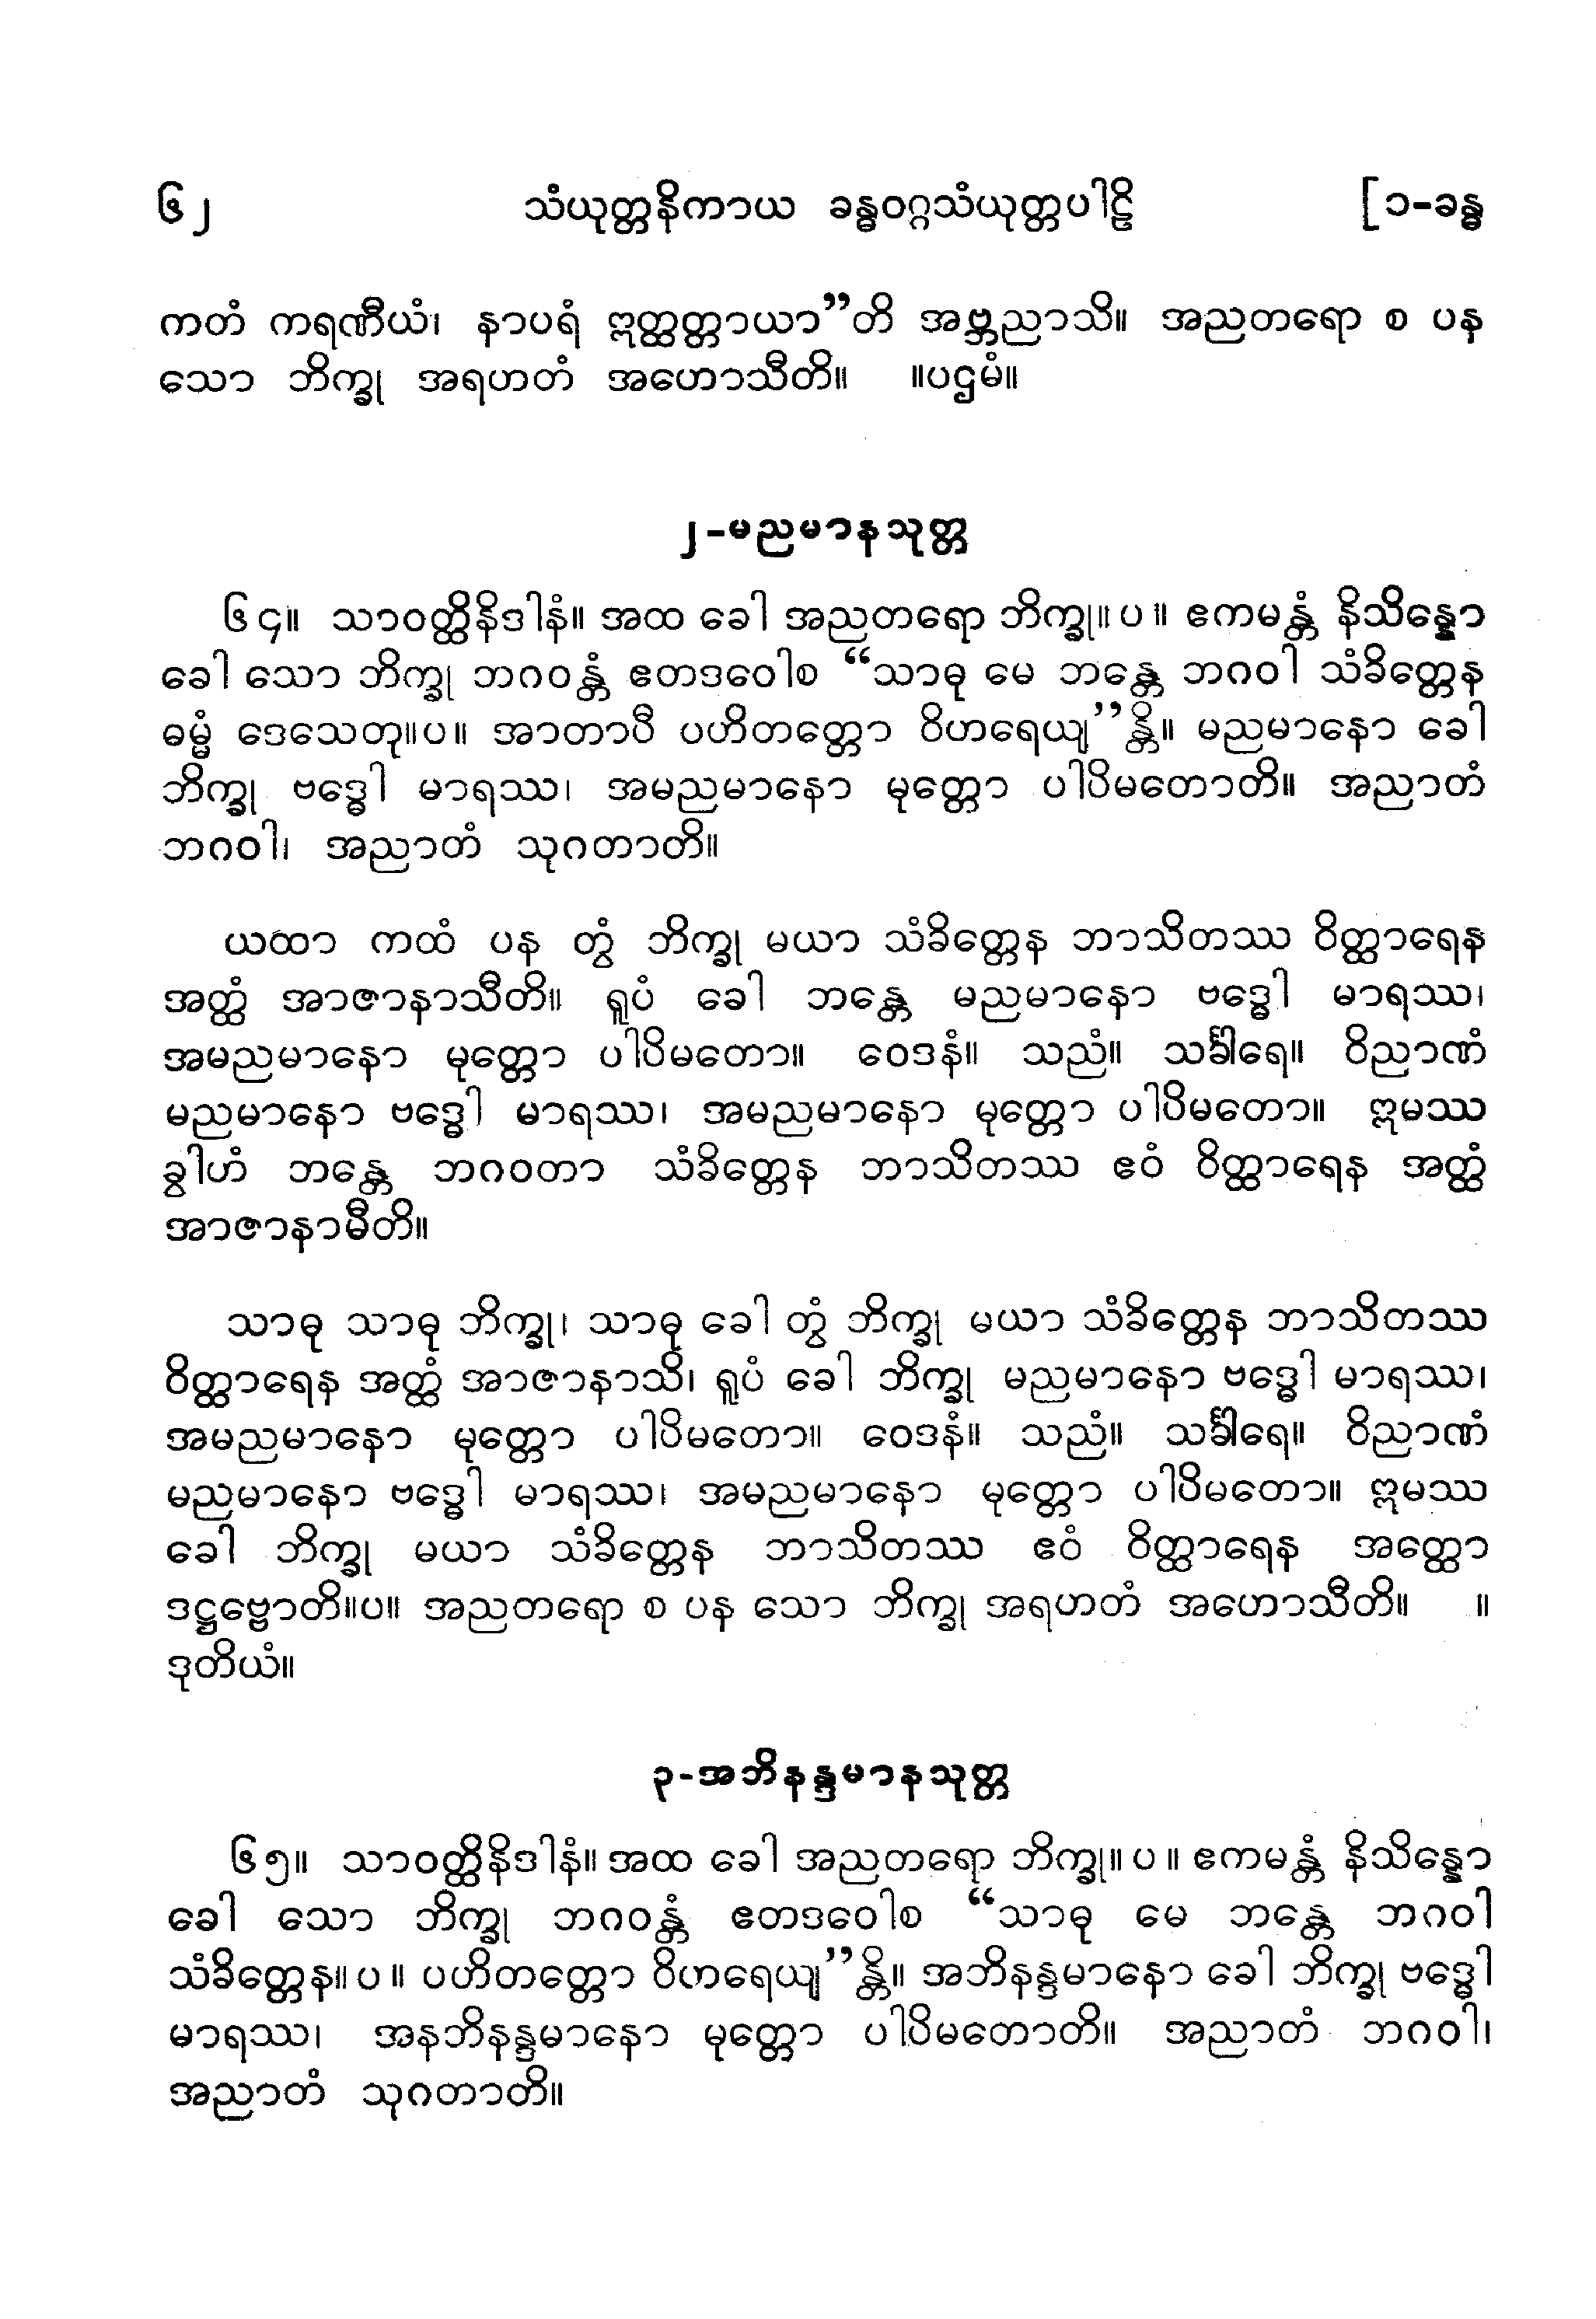 ၆၂ သံယုတ္တနိကာယ ခန္ဓဝဂ္ဂသံယုတ္တပါဠိ [၁-ခန္ဓ
ကတံ ကရဏီယံ၊ နာပရံ ဣတ္ထတ္တာယာ”တိ အဗ္ဘညာသိ။ အညတရော စ ပန
သော ဘိက္ခု အရဟတံ အဟောသီတိ။ ။ပဌမံ။
၂-မညမာနသုတ္တ
၆၄။ သာဝတ္ထိနိဒါနံ။ အထ ခေါ အညတရော ဘိက္ခု။ ပ ။ ဧကမန္တံ နိသိန္နော
ခေါ သော ဘိက္ခု ဘဂဝန္တံ ဧတဒဝေါစ “သာဓု မေ ဘန္တေ ဘဂဝါ သံခိတ္တေန
ဓမ္မံ ဒေသေတု။ပ။ အာတာပီ ပဟိတတ္တော ဝိဟရေယျ”န္တိ။ မညမာနော ခေါ
ဘိက္ခု ဗဒ္ဓေါ မာရဿ၊ အမညမာနော မုတ္တော ပါပိမတောတိ။ အညာတံ
ဘဂဝါ၊ အညာတံ သုဂတာတိ။
ယထာ ကထံ ပန တွံ ဘိက္ခု မယာ သံခိတ္တေန ဘာသိတဿ ဝိတ္ထာရေန
အတ္ထံ အာဇာနာသီတိ။ ရူပံ ခေါ ဘန္တေ မညမာနော ဗဒ္ဓေါ မာရဿ၊
အမညမာနော မုတ္တော ပါပိမတော။ ဝေဒနံ။ သညံ။ သင်္ခါရေ။ ဝိညာဏံ
မညမာနော ဗဒ္ဓေါ မာရဿ၊ အမညမာနော မုတ္တော ပါပိမတော။ ဣမဿ
ခွါဟံ ဘန္တေ ဘဂဝတာ သံခိတ္တေန ဘာသိတဿ ဧဝံ ဝိတ္ထာရေန အတ္ထံ
အာဇာနာမီတိ။
သာဓု သာဓု ဘိက္ခု၊ သာဓု ခေါ တွံ ဘိက္ခု မယာ သံခိတ္တေန ဘာသိတဿ
ဝိတ္ထာရေန အတ္ထံ အာဇာနာသိ၊ ရူပံ ခေါ ဘိက္ခု မညမာနော ဗဒ္ဓေါ မာရဿ၊
အမညမာနော မုတ္တော ပါပိမတော။ ဝေဒနံ။ သညံ။ သင်္ခါရေ။ ဝိညာဏံ
မညမာနော ဗဒ္ဓေါ မာရဿ၊ အမညမာနော မုတ္တော ပါပိမတော။ ဣမဿ
ခေါ ဘိက္ခု မယာ သံခိတ္တေန ဘာသိတဿ ဧဝံ ဝိတ္ထာရေန အတ္ထော
ဒဋ္ဌဗ္ဗောတိ။ပ။ အညတရော စ ပန သော ဘိက္ခု အရဟတံ အဟောသီတိ။ ။
ဒုတိယံ။
၃-အဘိနန္ဒမာနသုတ္တ
၆၅။ သာဝတ္ထိနိဒါနံ။ အထ ခေါ အညတရော ဘိက္ခု။ ပ ။ ဧကမန္တံ နိသိန္နော
ခေါ သော ဘိက္ခု ဘဂဝန္တံ ဧတဒဝေါစ “သာဓု မေ ဘန္တေ ဘဂဝါ
သံခိတ္တေန။ ပ ။ ပဟိတတ္တော ဝိဟရေယျ”န္တိ။ အဘိနန္ဒမာနော ခေါ ဘိက္ခု ဗဒ္ဓေါ
မာရဿ၊ အနဘိနန္ဒမာနော မုတ္တော ပါပိမတောတိ။ အညာတံ ဘဂဝါ၊
အညာတံ သုဂတာတိ။